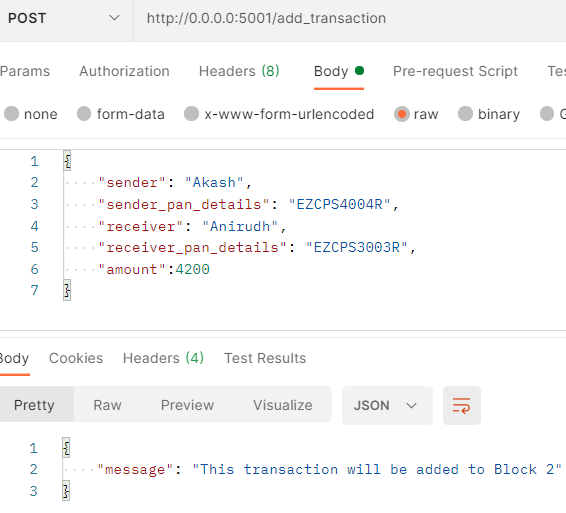 POST http://0.0.0.0:5001/add_transaction
Params Authorization Headers (8) Body Pre-request Script Tes
none form-data x-www-form-urlencoded raw binary G
1 {
2 "sender": "Akash",
3 "sender_pan_details": "EZCPS4004R",
4 "receiver": "Anirudh",
5 "receiver_pan_details": "EZCPS3003R",
6 "amount":4200
7 }
Body Cookies Headers (4) Test Results
Pretty Raw Preview Visualize JSON
1 {
2 "message": "This transaction will be added to Block 2"
3 }